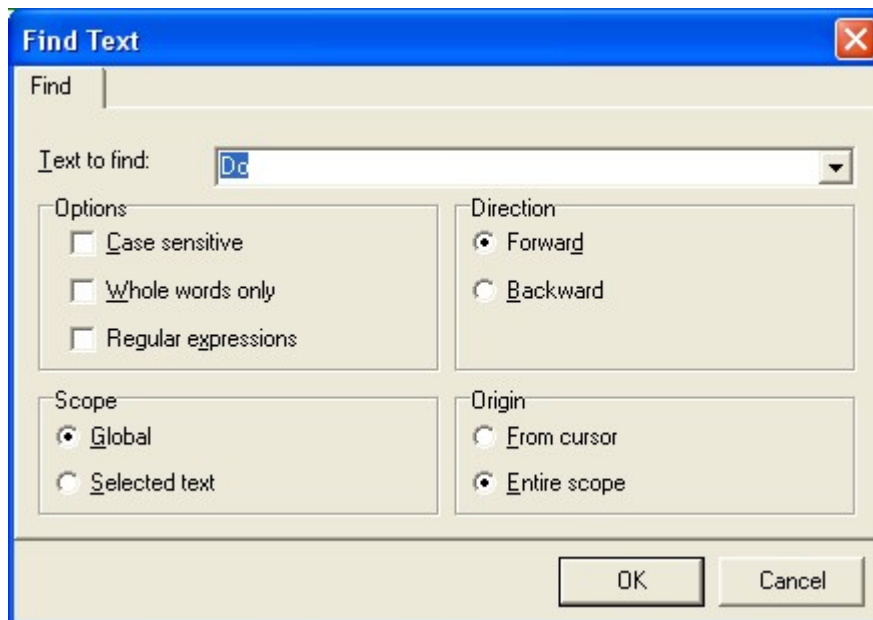 Find Text
Find
Text to find:
Do
Options
Case sensitive
Whole words only
Regular expressions
Direction
Forward
Backward
Scope
Global
Selected text
Origin
From cursor
Entire scope
OK
Cancel